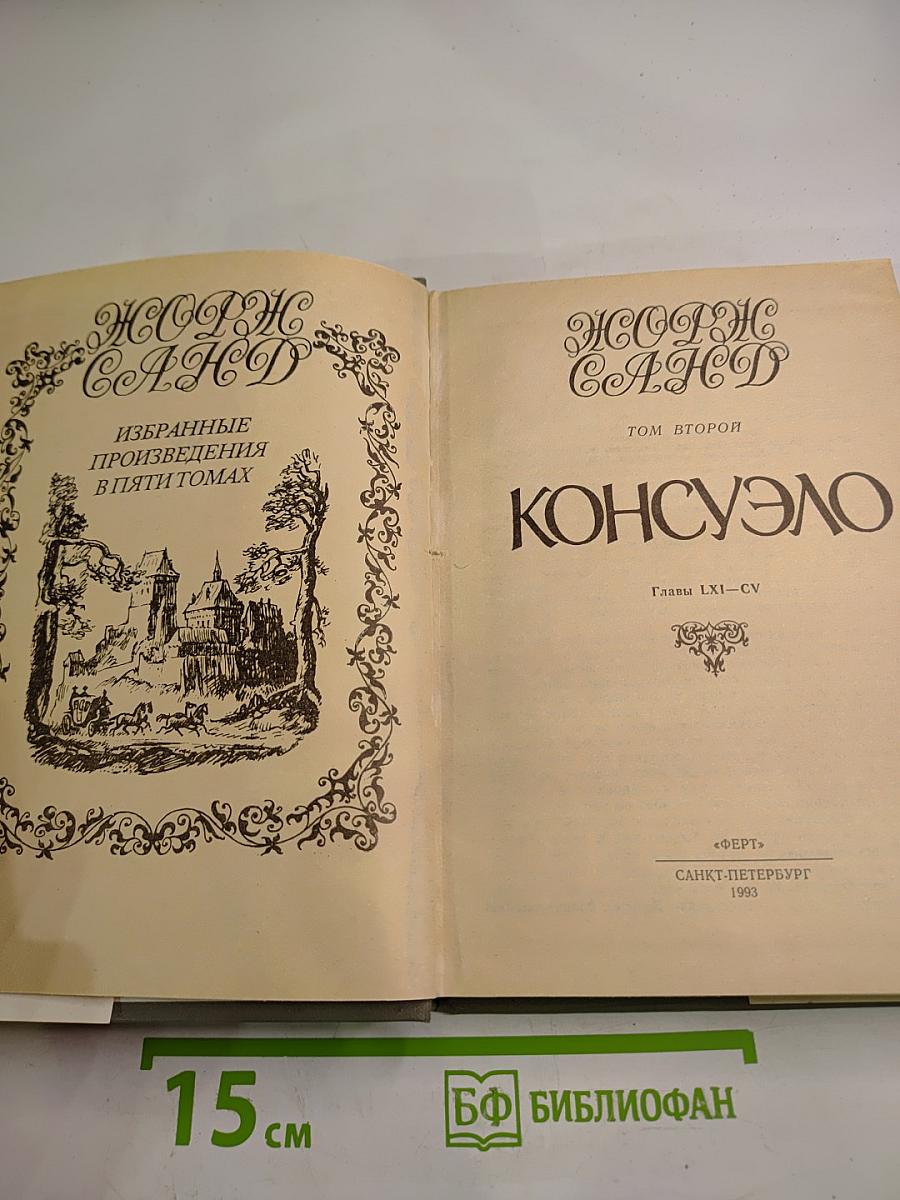 ЖОРЖ
САНД
ИЗБРАННЫЕ
ПРОИЗВЕДЕНИЯ
В ПЯТИ ТОМАХ
ЖОРЖ
САНД
ТОМ ВТОРОЙ
КОНСУЭЛО
Главы LXI—CV
«ФЕРТ»
САНКТ-ПЕТЕРБУРГ
1993
15 см
БФ БИБЛИОФАН